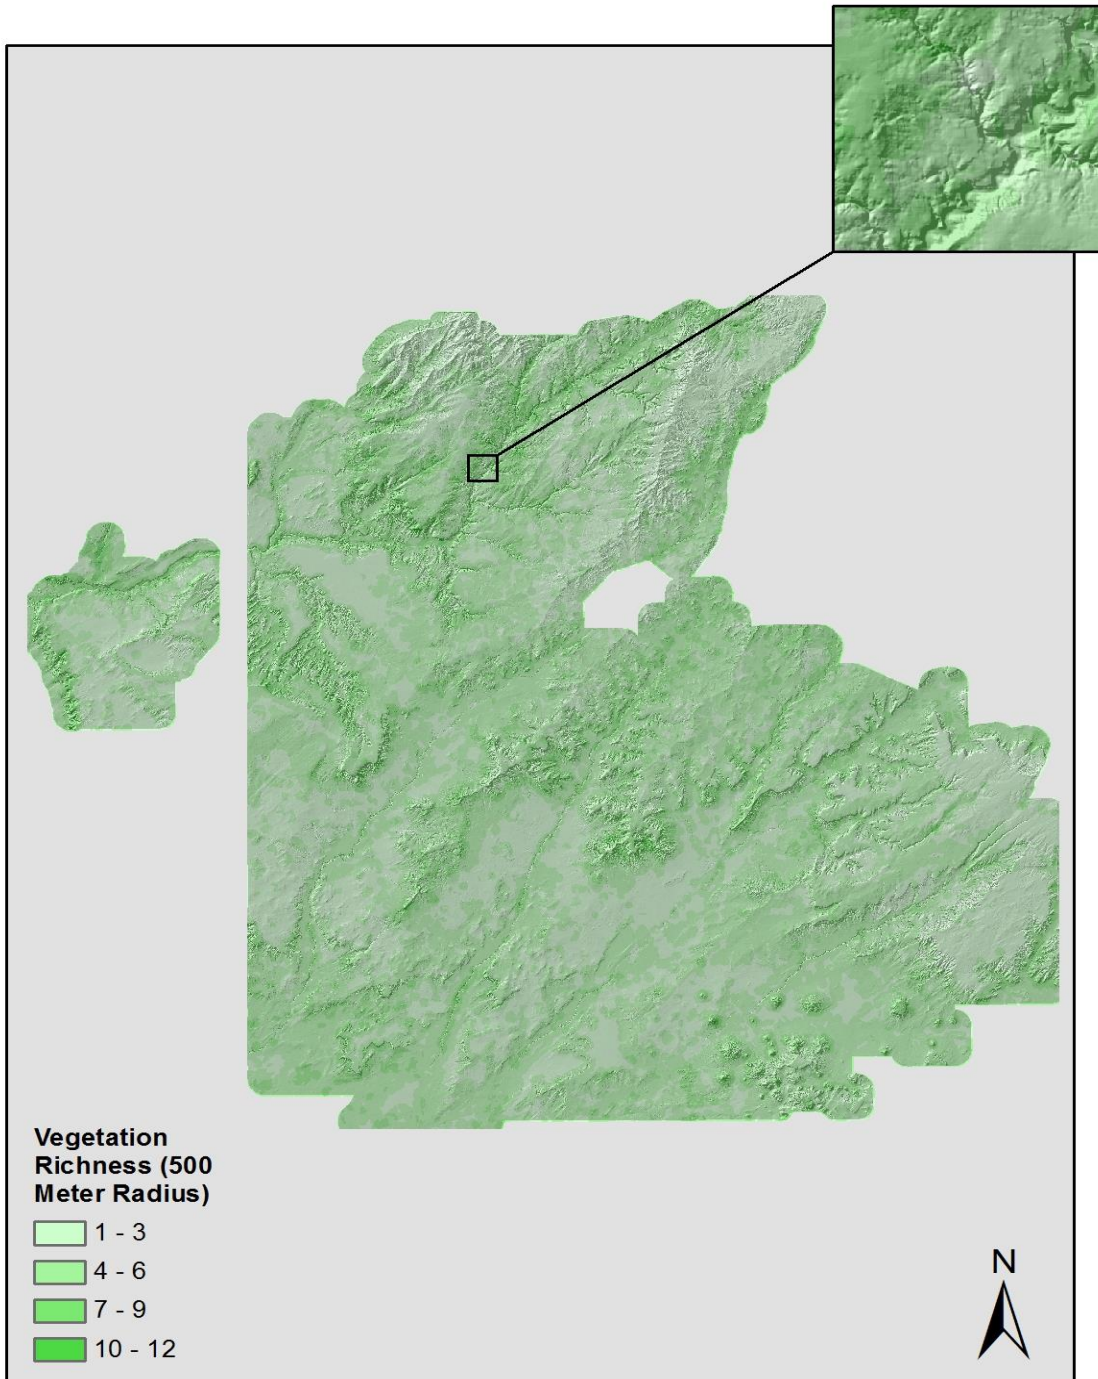 Vegetation
Richness (500
Meter Radius)
1 - 3
4 - 6
7 - 9
10 - 12
N